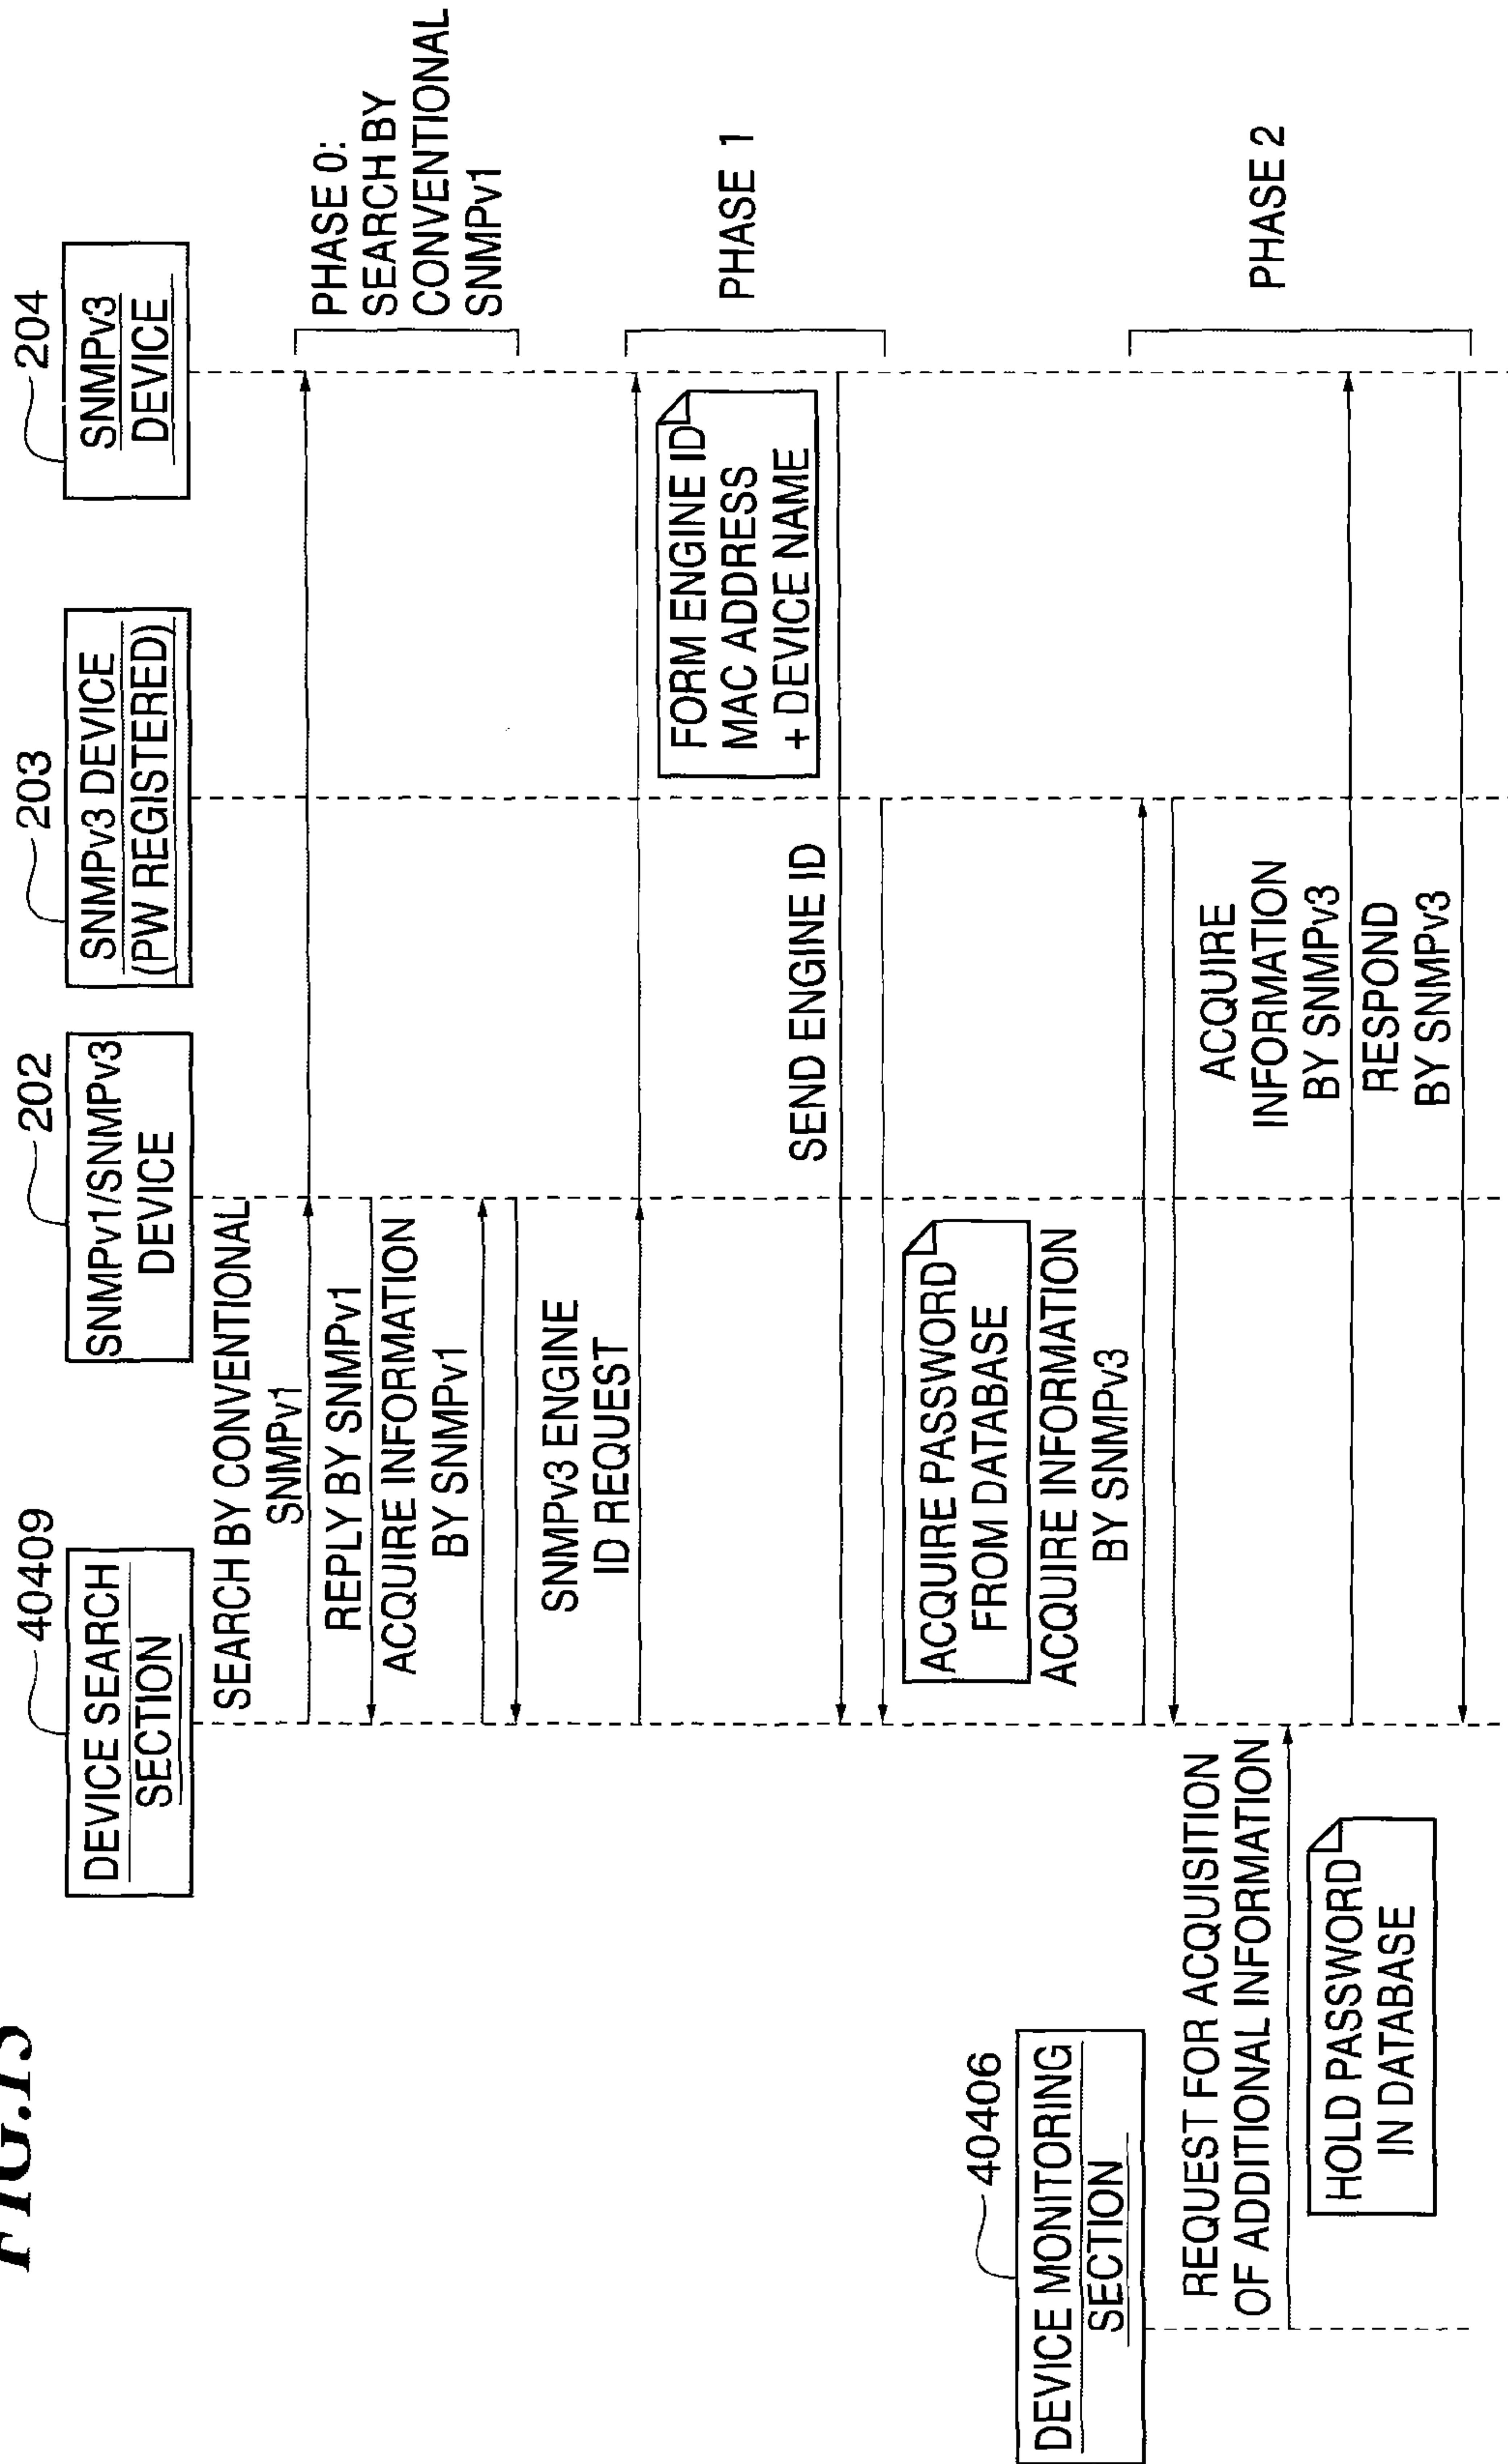 FIG.15
40409
DEVICE SEARCH
SECTION
202
SNMPv1/SNMPv3
DEVICE
203
SNMPv3 DEVICE
(PW REGISTERED)
204
SNMPv3
DEVICE
SEARCH BY CONVENTIONAL
SNMPv1
REPLY BY SNMPv1
ACQUIRE INFORMATION
BY SNMPv1
PHASE 0:
SEARCH BY
CONVENTIONAL
SNMPv1
SNMPv3 ENGINE
ID REQUEST
FORM ENGINE ID
MAC ADDRESS
+ DEVICE NAME
PHASE 1
SEND ENGINE ID
ACQUIRE PASSWORD
FROM DATABASE
ACQUIRE INFORMATION
BY SNMPv3
40406
DEVICE MONITORING
SECTION
REQUEST FOR ACQUISITION
OF ADDITIONAL INFORMATION
HOLD PASSWORD
IN DATABASE
ACQUIRE
INFORMATION
BY SNMPv3
RESPOND
BY SNMPv3
PHASE 2